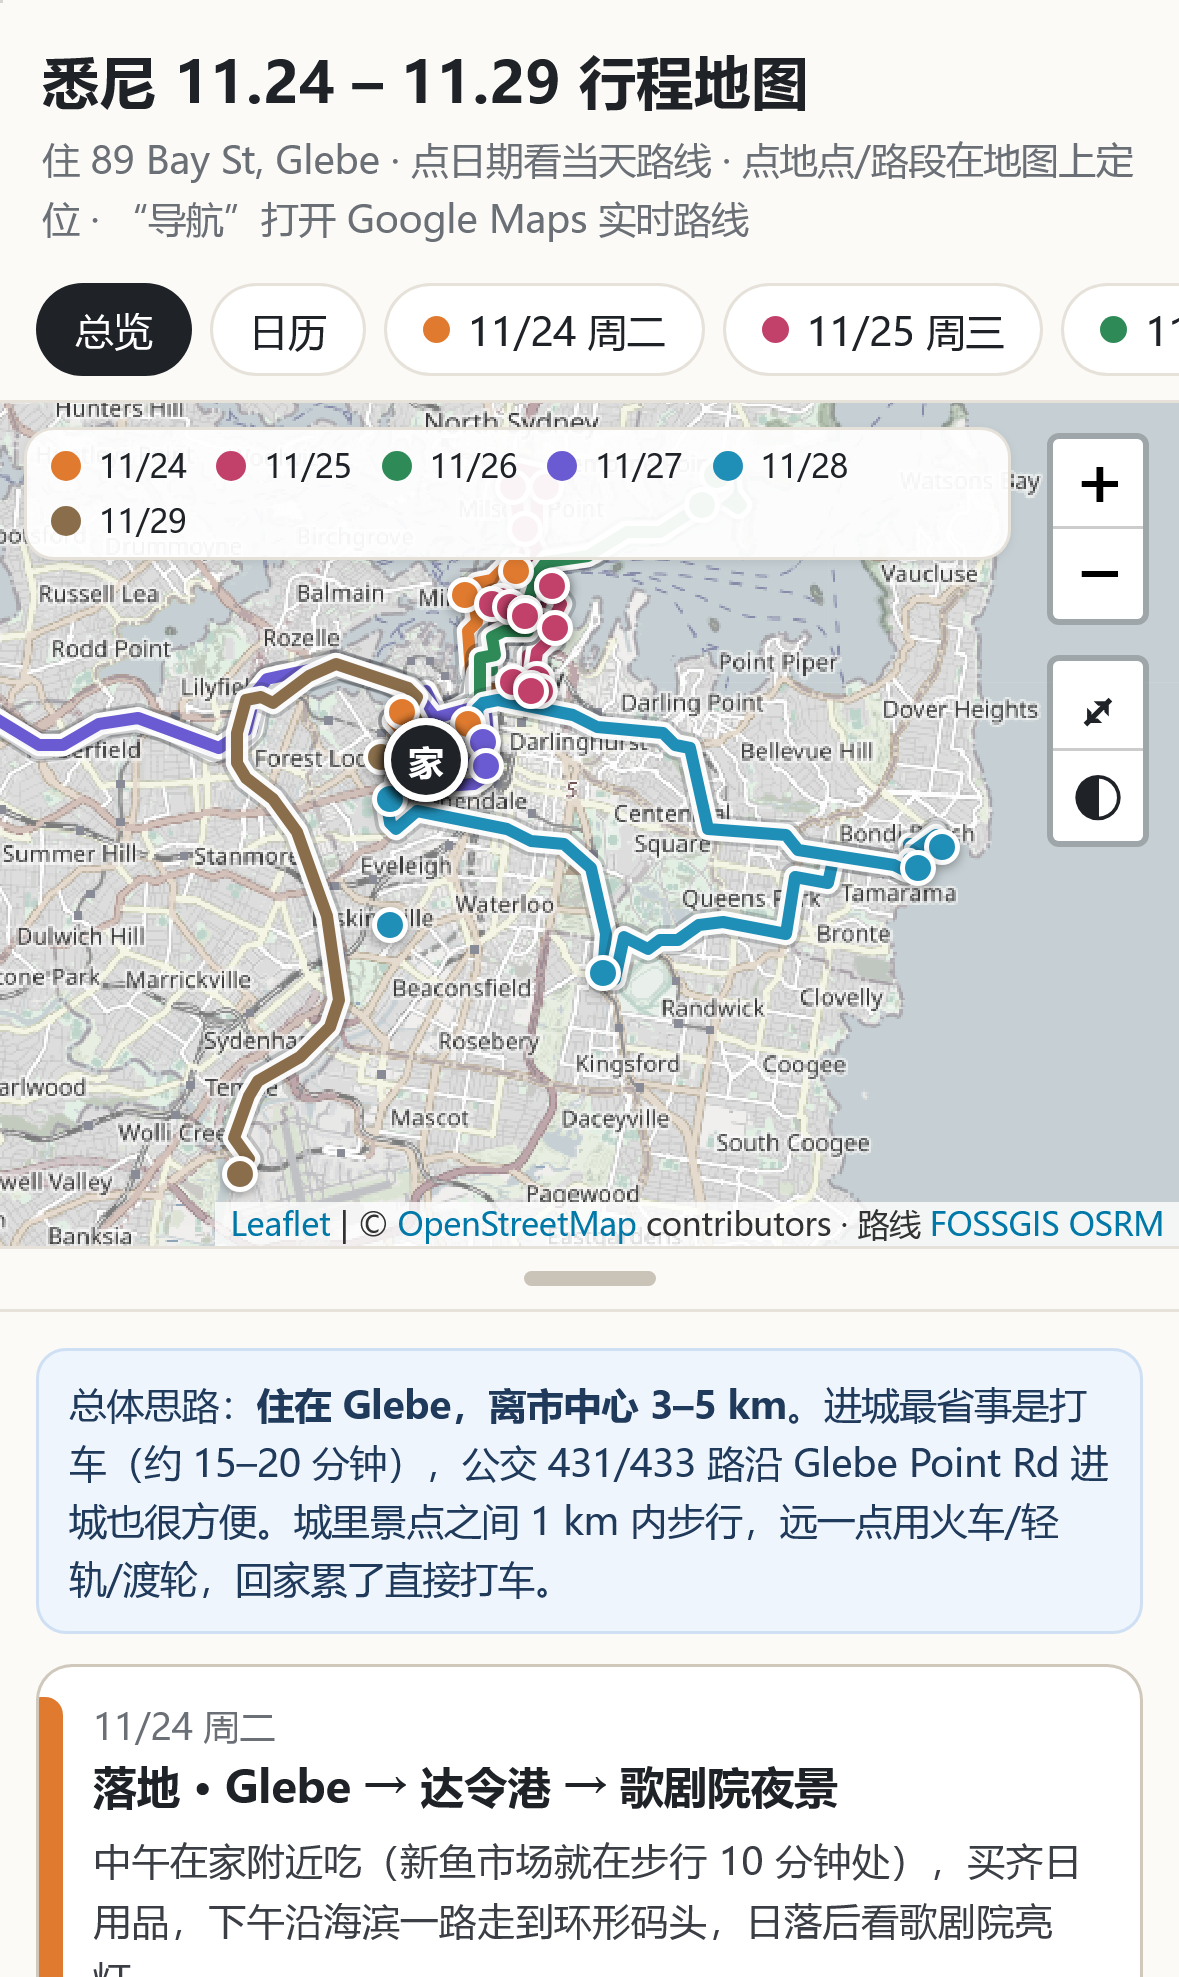 悉尼 11.24 – 11.29 行程地图
住 89 Bay St, Glebe · 点日期看当天路线 · 点地点/路段在地图上定
位 · “导航”打开 Google Maps 实时路线
总览
日历
11/24 周二
11/25 周三
Hunters Hill
North Sydney
11/24
11/25
11/26
11/27
11/28
11/29
Watsons Bay
Drummoyne
Birchgrove
Vaucluse
Russell Lea
Balmain
Rodd Point
Rozelle
Point Piper
Darling Point
Dover Heights
Forest Lo
家
Darlinghurst
Bellevue Hill
Centennial
Square
Bondi Beach
Summer Hill
Stanmore
Eveleigh
Queens Park
Tamarama
Waterloo
Bronte
Dulwich Hill
Marrickville
Beaconsfield
Clovelly
Randwick
Sydenha
Rosebery
Kingsford
Coogee
Mascot
Daceyville
Wolli Cree
South Coogee
Pagewood
Banksia
Leaflet | © OpenStreetMap contributors · 路线 FOSSGIS OSRM
总体思路：住在 Glebe，离市中心 3–5 km。进城最省事是打
车（约 15–20 分钟），公交 431/433 路沿 Glebe Point Rd 进
城也很方便。城里景点之间 1 km 内步行，远一点用火车/轻
轨/渡轮，回家累了直接打车。
11/24 周二
落地 · Glebe → 达令港 → 歌剧院夜景
中午在家附近吃（新鱼市场就在步行 10 分钟处），买齐日
用品，下午沿海滨一路走到环形码头，日落后看歌剧院亮
灯